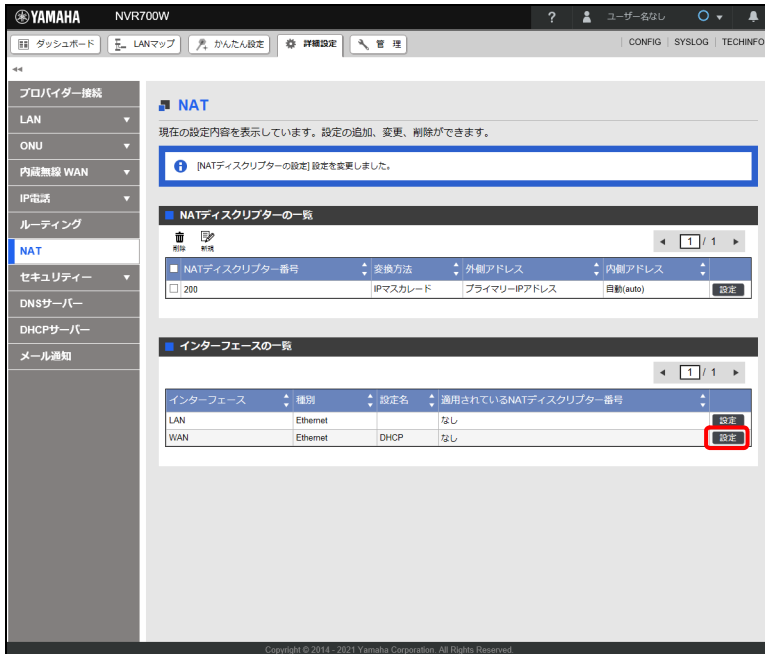 YAMAHA NVR700W ? ユーザー名なし
ダッシュボード LANマップ かんたん設定 詳細設定 管理 CONFIG SYSLOG TECHINFO
プロバイダー接続
LAN
ONU
内蔵無線 WAN
IP電話
ルーティング
NAT
セキュリティー
DNSサーバー
DHCPサーバー
メール通知
NAT
現在の設定内容を表示しています。設定の追加、変更、削除ができます。
[NATディスクリプターの設定] 設定を変更しました。
NATディスクリプターの一覧
削除 新規 1 / 1
NATディスクリプター番号 変換方法 外側アドレス 内側アドレス
200 IPマスカレード プライマリーIPアドレス 自動(auto) 設定
インターフェースの一覧
1 / 1
インターフェース 種別 設定名 適用されているNATディスクリプター番号
LAN Ethernet なし 設定
WAN Ethernet DHCP なし 設定
Copyright © 2014 - 2021 Yamaha Corporation. All Rights Reserved.